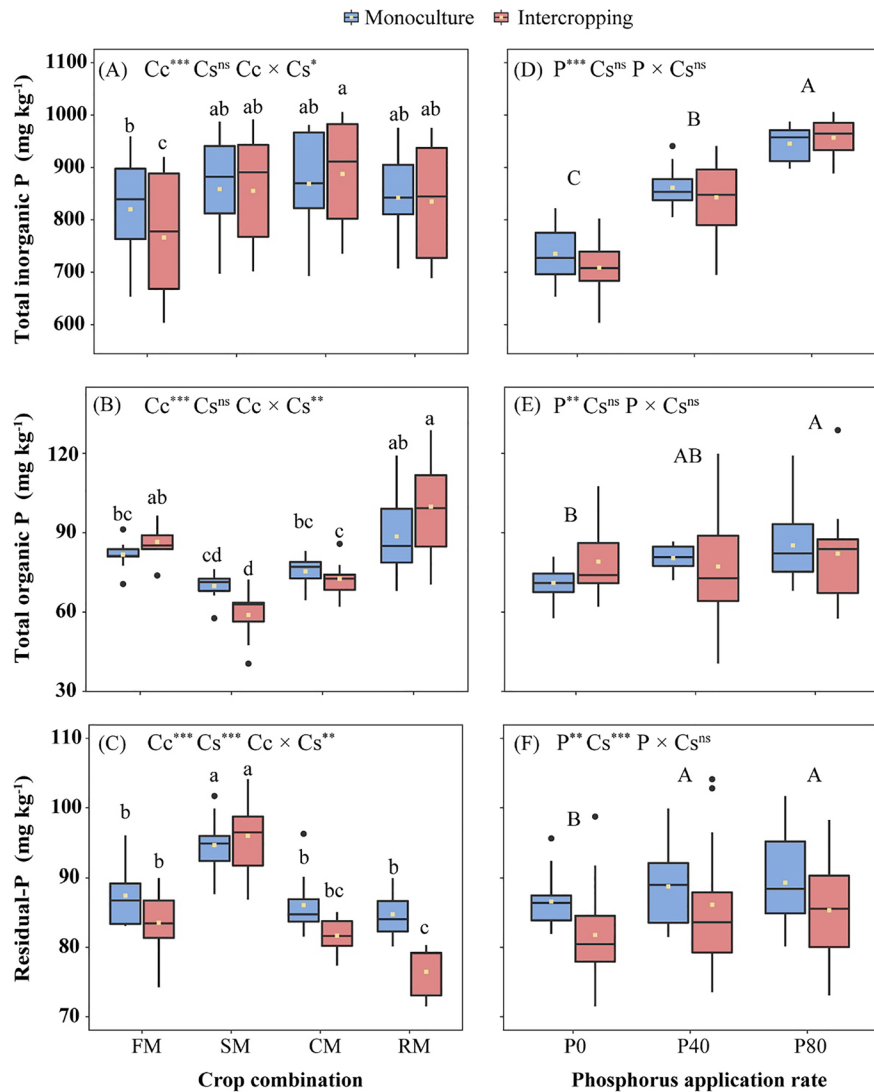 Monoculture Intercropping
Total inorganic P (mg kg⁻¹)
1100
1000
900
800
700
600
(A) Cc*** Csⁿˢ Cc × Cs*
b c ab ab a ab ab
(D) P*** Csⁿˢ P × Csⁿˢ
C B A
Total organic P (mg kg⁻¹)
120
90
60
30
(B) Cc*** Csⁿˢ Cc × Cs**
bc ab cd d bc c ab a
(E) P** Csⁿˢ P × Csⁿˢ
B AB A
Residual-P (mg kg⁻¹)
110
100
90
80
70
(C) Cc*** Cs*** Cc × Cs**
b b a a b bc b c
(F) P** Cs*** P × Csⁿˢ
B A A
FM SM CM RM
Crop combination
P0 P40 P80
Phosphorus application rate